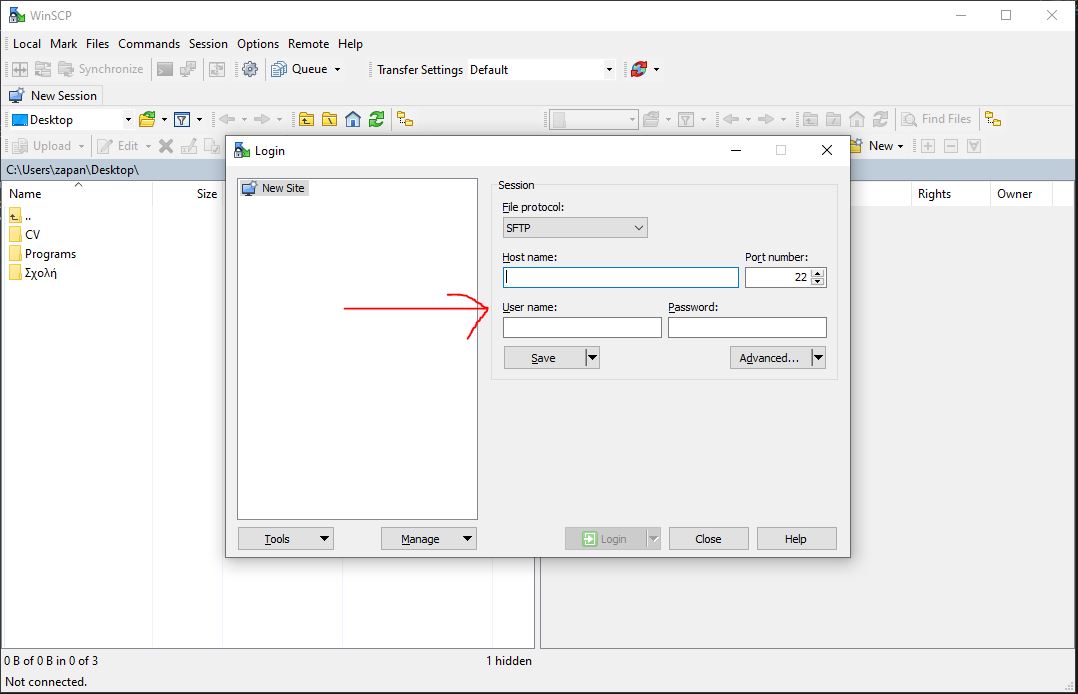 WinSCP
Local Mark Files Commands Session Options Remote Help
Synchronize Queue Transfer Settings Default
New Session
Desktop Find Files
Upload Edit New
C:\Users\zapan\Desktop\
Name Size Rights Owner
..
CV
Programs
Σχολή
Login
New Site
Session
File protocol:
SFTP
Host name: Port number:
22
User name: Password:
Save Advanced...
Tools Manage Login Close Help
0 B of 0 B in 0 of 3 1 hidden
Not connected.